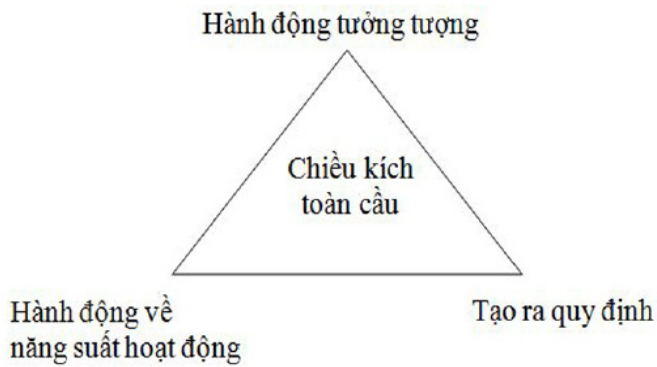 Hành động tưởng tượng
Chiều kích
toàn cầu
Hành động về
năng suất hoạt động
Tạo ra quy định